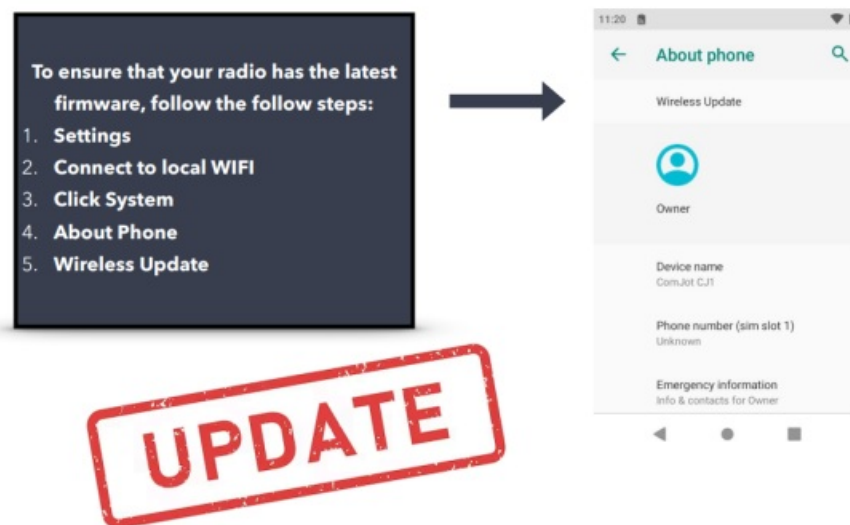 To ensure that your radio has the latest
firmware, follow the follow steps:
1. Settings
2. Connect to local WIFI
3. Click System
4. About Phone
5. Wireless Update
UPDATE
11:20
About phone
Wireless Update
Owner
Device name
ComJot CJ1
Phone number (sim slot 1)
Unknown
Emergency information
Info & contacts for Owner